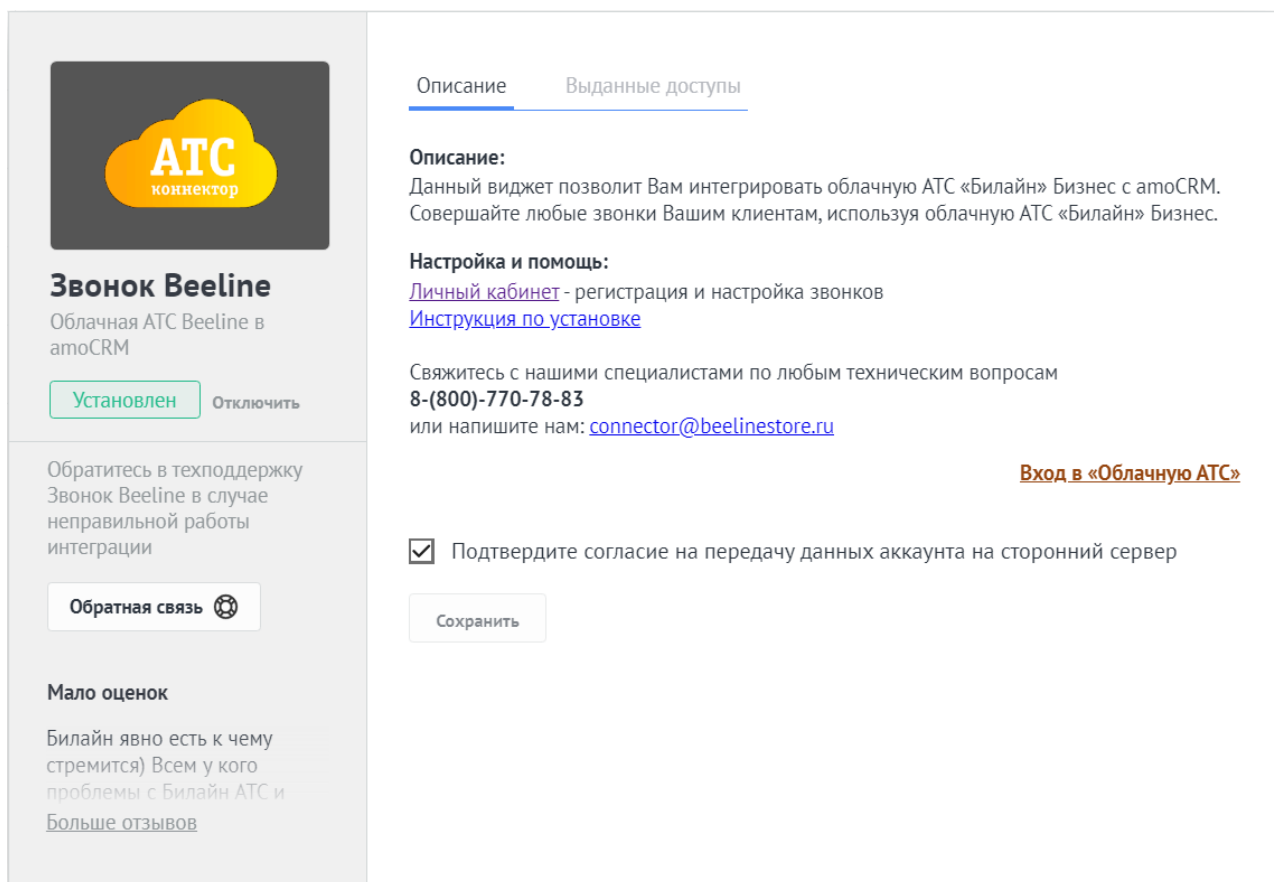 АТС
коннектор
Звонок Beeline
Облачная АТС Beeline в
amoCRM
Установлен
Отключить
Обратитесь в техподдержку
Звонок Beeline в случае
неправильной работы
интеграции
Обратная связь
Мало оценок
Билайн явно есть к чему
стремится) Всем у кого
проблемы с Билайн АТС и
Больше отзывов
Описание
Выданные доступы
Описание:
Данный виджет позволит Вам интегрировать облачную АТС «Билайн» Бизнес с amoCRM.
Совершайте любые звонки Вашим клиентам, используя облачную АТС «Билайн» Бизнес.
Настройка и помощь:
Личный кабинет - регистрация и настройка звонков
Инструкция по установке
Свяжитесь с нашими специалистами по любым техническим вопросам
8-(800)-770-78-83
или напишите нам: connector@beelinestore.ru
Вход в «Облачную АТС»
Подтвердите согласие на передачу данных аккаунта на сторонний сервер
Сохранить